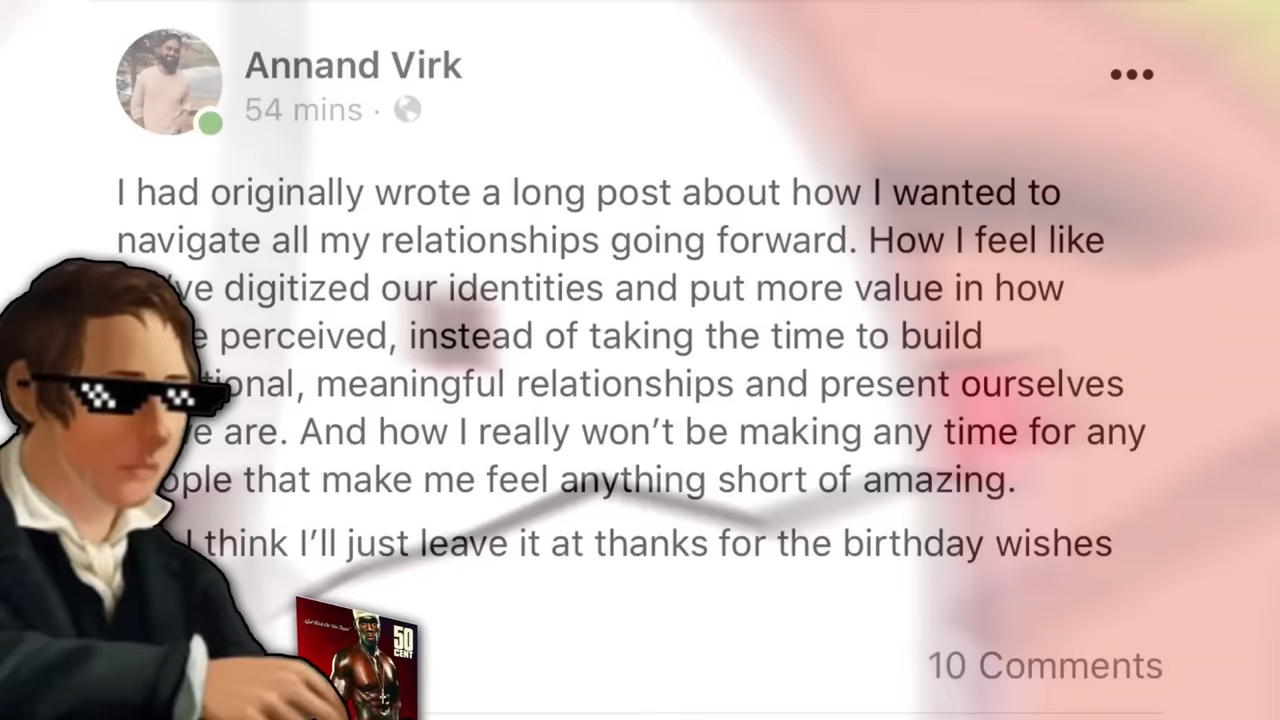 Annand Virk
54 mins ·
I had originally wrote a long post about how I wanted to
navigate all my relationships going forward. How I feel like
've digitized our identities and put more value in how
perceived, instead of taking the time to build
meaningful relationships and present ourselves
are. And how I really won't be making any time for any
that make me feel anything short of amazing.
I think I'll just leave it at thanks for the birthday wishes
50
CENT
10 Comments